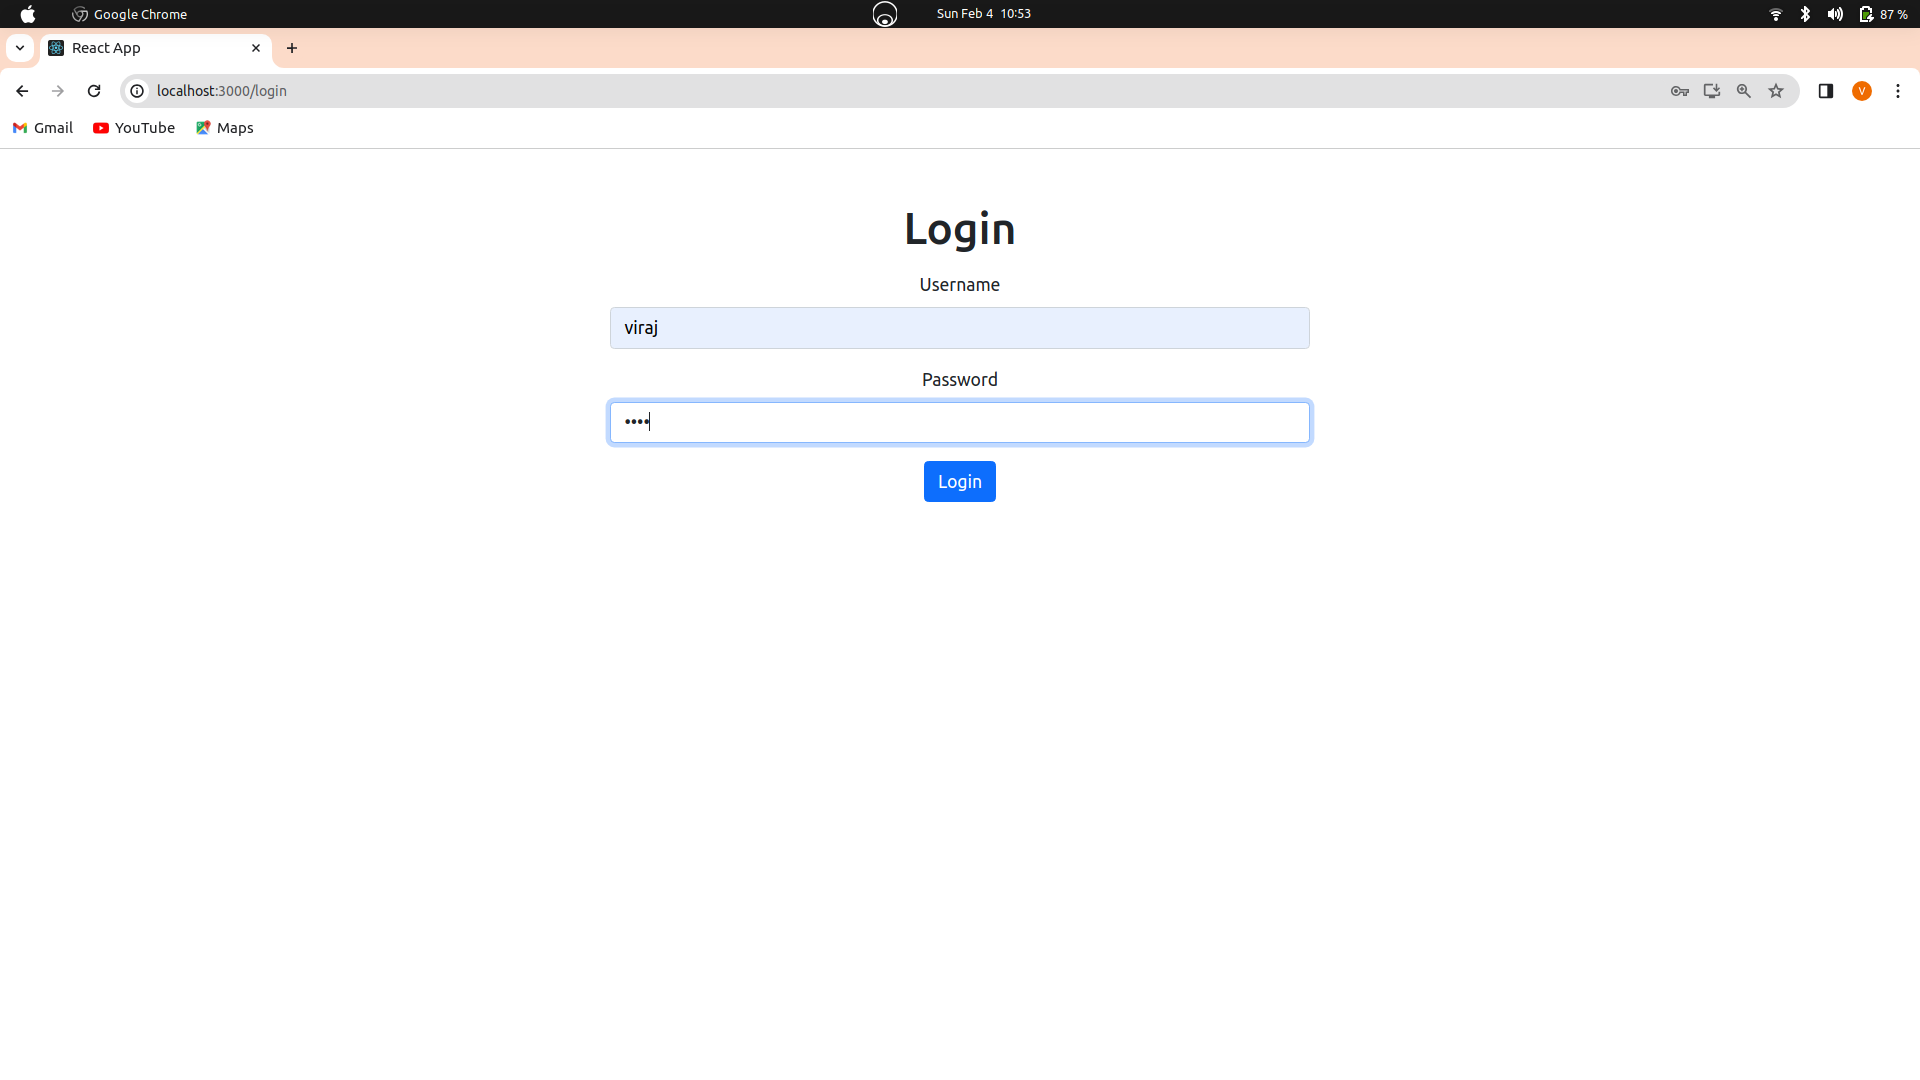 Google Chrome Sun Feb 4 10:53 87 %
React App
localhost:3000/login V
Gmail YouTube Maps
Login
Username
viraj
Password
••••
Login